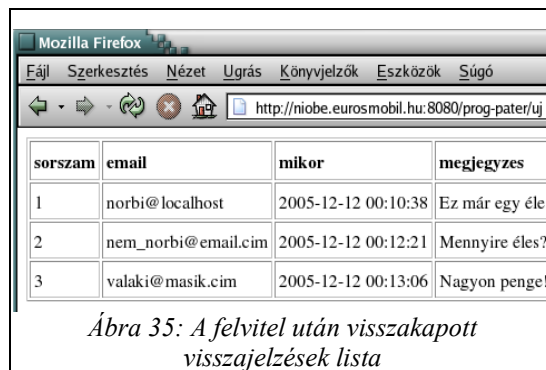 Mozilla Firefox
Fájl Szerkesztés Nézet Ugrás Könyvjelzők Eszközök Súgó
http://niobe.eurosmobil.hu:8080/prog-pater/uj
sorszam email mikor megjegyzes
1 norbi@localhost 2005-12-12 00:10:38 Ez már egy éle
2 nem_norbi@email.cim 2005-12-12 00:12:21 Mennyire éles?
3 valaki@masik.cim 2005-12-12 00:13:06 Nagyon penge!
Ábra 35: A felvitel után visszakapott
visszajelzések lista